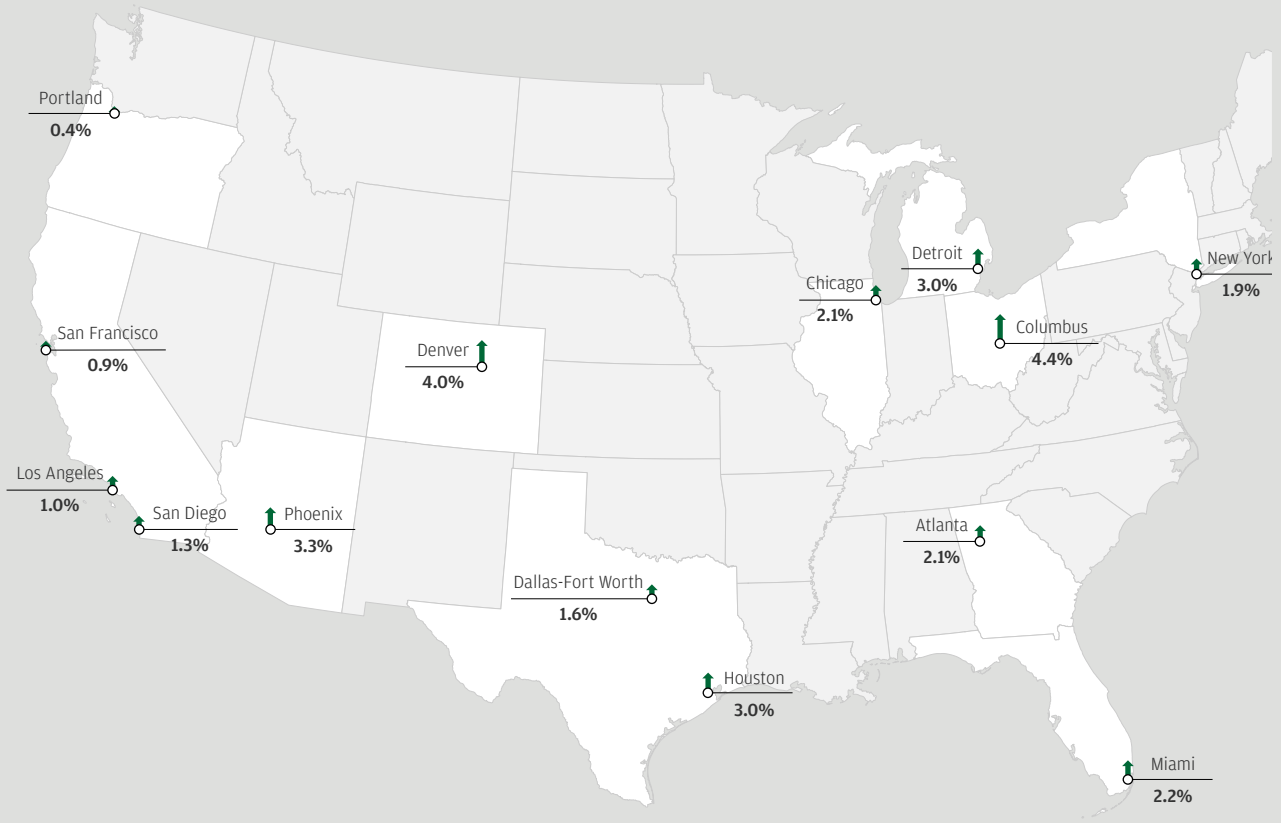 Portland
0.4%
Detroit
3.0%
New York
1.9%
Chicago
2.1%
San Francisco
0.9%
Columbus
4.4%
Denver
4.0%
Los Angeles
1.0%
San Diego
1.3%
Phoenix
3.3%
Atlanta
2.1%
Dallas-Fort Worth
1.6%
Houston
3.0%
Miami
2.2%